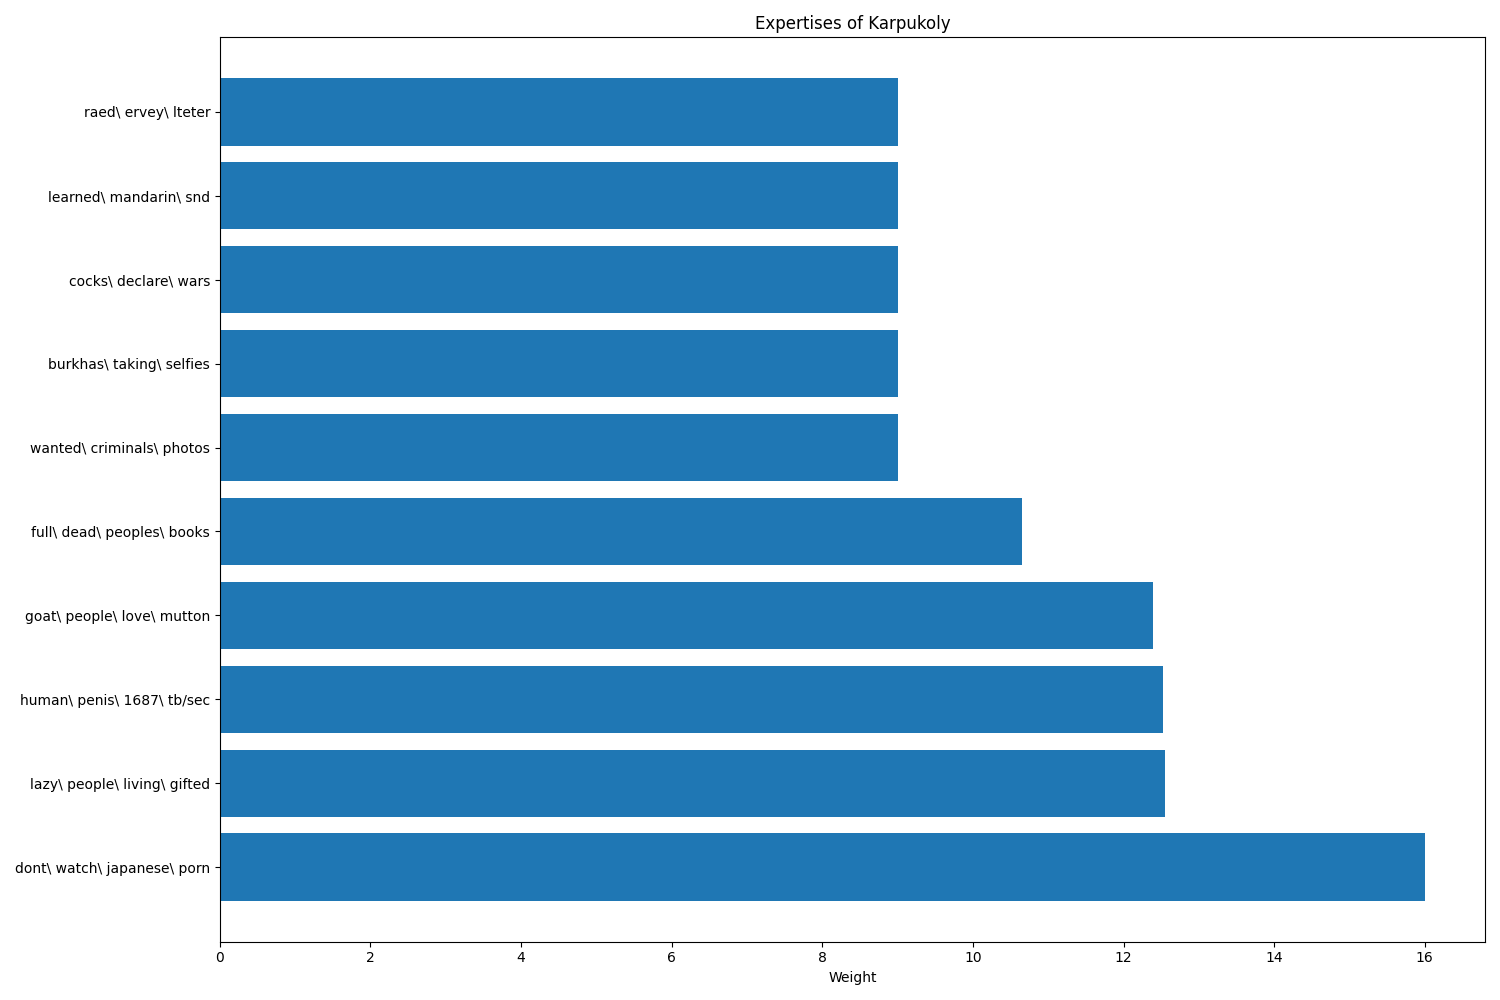 Expertises of Karpukoly
raed\ ervey\ lteter
learned\ mandarin\ snd
cocks\ declare\ wars
burkhas\ taking\ selfies
wanted\ criminals\ photos
full\ dead\ peoples\ books
goat\ people\ love\ mutton
human\ penis\ 1687\ tb/sec
lazy\ people\ living\ gifted
dont\ watch\ japanese\ porn
0 2 4 6 8 10 12 14 16
Weight